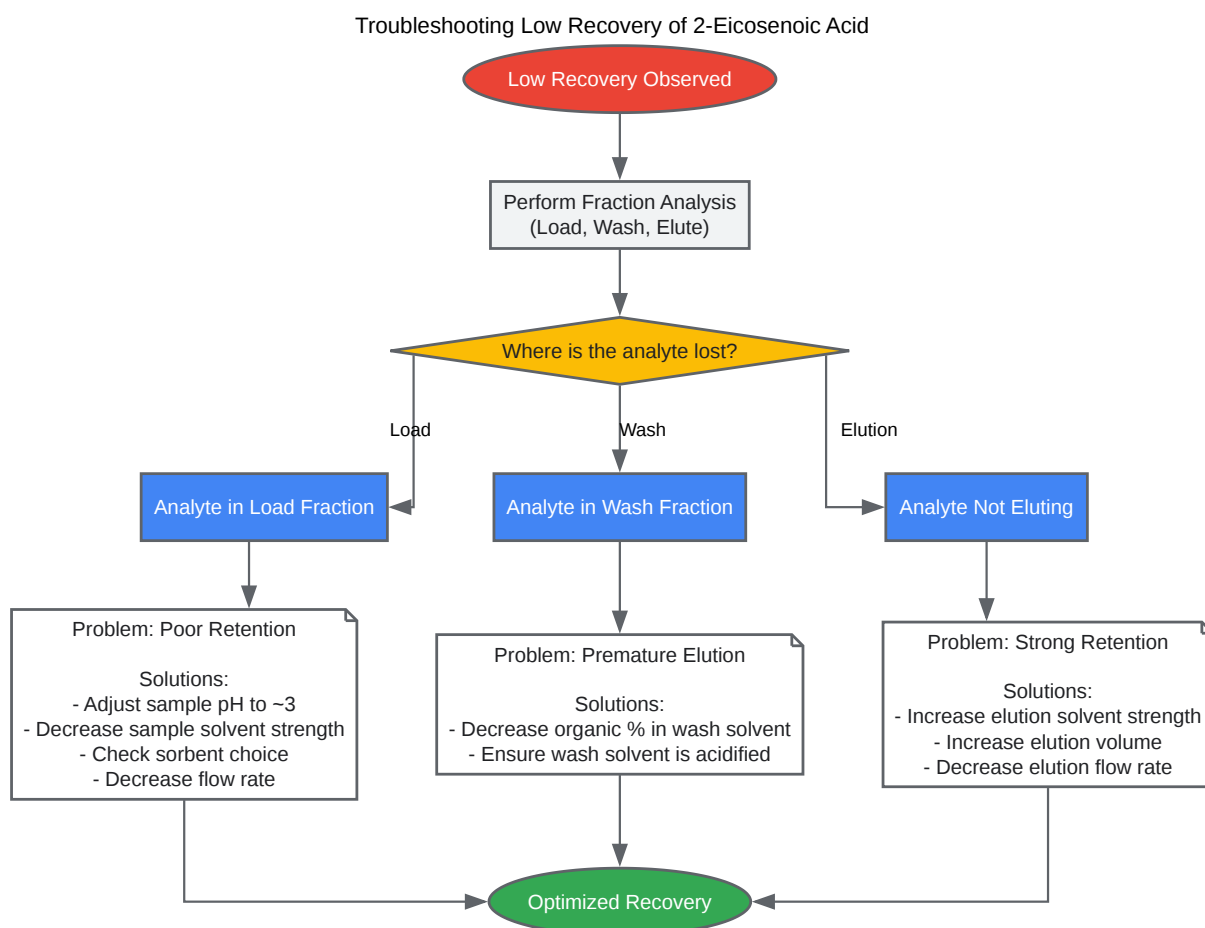 Troubleshooting Low Recovery of 2-Eicosenoic Acid
Low Recovery Observed
Perform Fraction Analysis
(Load, Wash, Elute)
Where is the analyte lost?
Load
Wash
Elution
Analyte in Load Fraction
Analyte in Wash Fraction
Analyte Not Eluting
Problem: Poor Retention
Solutions:
- Adjust sample pH to ~3
- Decrease sample solvent strength
- Check sorbent choice
- Decrease flow rate
Problem: Premature Elution
Solutions:
- Decrease organic % in wash solvent
- Ensure wash solvent is acidified
Problem: Strong Retention
Solutions:
- Increase elution solvent strength
- Increase elution volume
- Decrease elution flow rate
Optimized Recovery